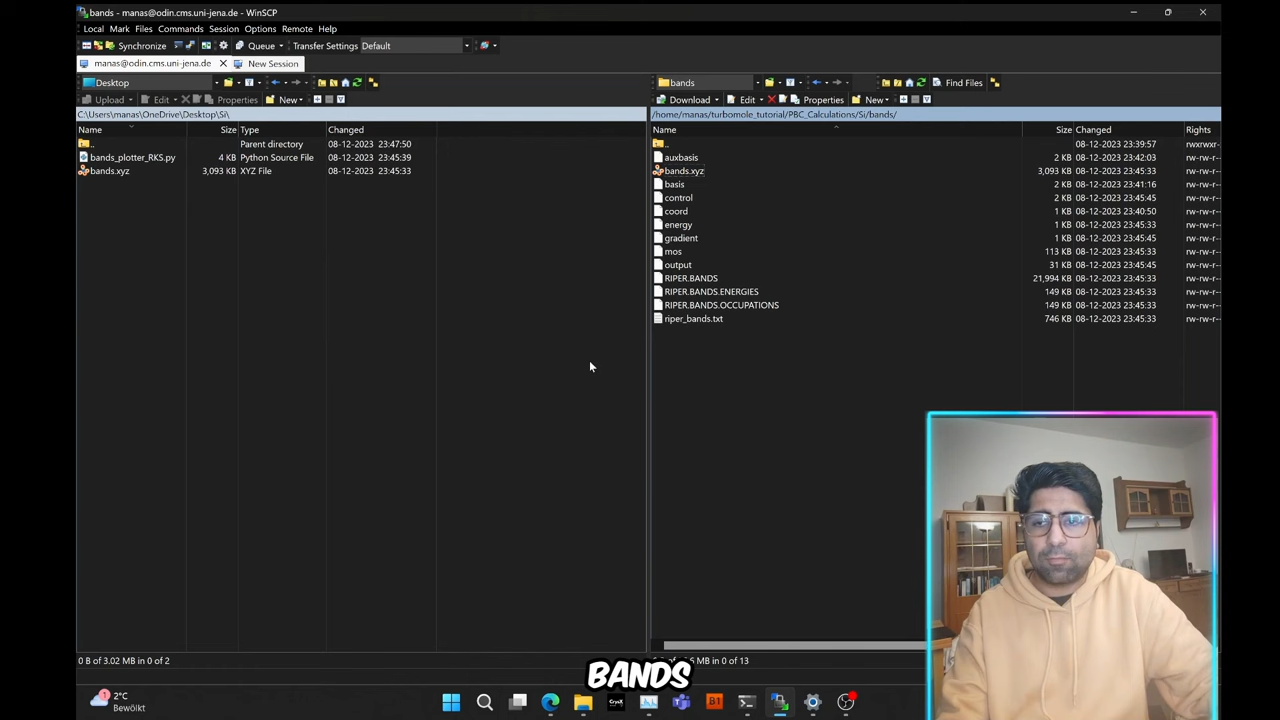 bands - manas@odin.cms.uni-jena.de - WinSCP
Local Mark Files Commands Session Options Remote Help
Synchronize Queue Transfer Settings Default
manas@odin.cms.uni-jena.de New Session
Desktop
Upload Edit Properties New
C:\Users\manas\OneDrive\Desktop\Si\
Name Size Type Changed
.. Parent directory 08-12-2023 23:47:50
bands_plotter_RKS.py 4 KB Python Source File 08-12-2023 23:45:39
bands.xyz 3,093 KB XYZ File 08-12-2023 23:45:33
0 B of 3.02 MB in 0 of 2
bands Find Files
Download Edit Properties New
/home/manas/turbomole_tutorial/PBC_Calculations/Si/bands/
Name Size Changed Rights
.. 08-12-2023 23:39:57 rwxrwxr-
auxbasis 2 KB 08-12-2023 23:42:03 rw-rw-r-
bands.xyz 3,093 KB 08-12-2023 23:45:33 rw-rw-r-
basis 2 KB 08-12-2023 23:41:16 rw-rw-r-
control 2 KB 08-12-2023 23:45:45 rw-rw-r-
coord 1 KB 08-12-2023 23:40:50 rw-rw-r-
energy 1 KB 08-12-2023 23:45:33 rw-rw-r-
gradient 1 KB 08-12-2023 23:45:45 rw-rw-r-
mos 113 KB 08-12-2023 23:45:33 rw-rw-r-
output 31 KB 08-12-2023 23:45:45 rw-rw-r-
RIPER.BANDS 21,994 KB 08-12-2023 23:45:33 rw-rw-r-
RIPER.BANDS.ENERGIES 149 KB 08-12-2023 23:45:33 rw-rw-r-
RIPER.BANDS.OCCUPATIONS 149 KB 08-12-2023 23:45:33 rw-rw-r-
riper_bands.txt 746 KB 08-12-2023 23:45:33 rw-rw-r-
MB in 0 of 13
BANDS
1 2°C
Bewölkt
CrysX
B1